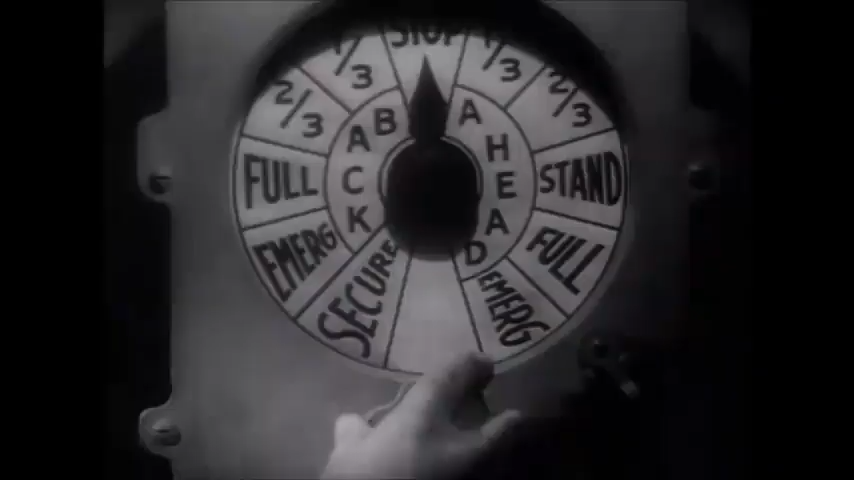 STOP
1/3
2/3
STAND
FULL
EMERG
AHEAD
1/3
2/3
FULL
EMERG
SECURE
BACK